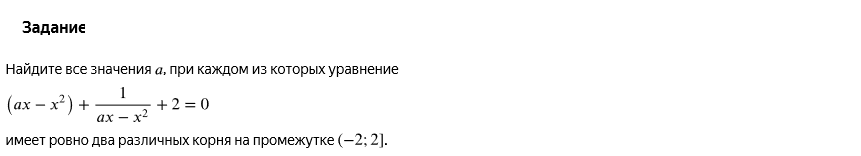 Задание
Найдите все значения a, при каждом из которых уравнение
(ax − x²) + 1/(ax − x²) + 2 = 0
имеет ровно два различных корня на промежутке (−2; 2].